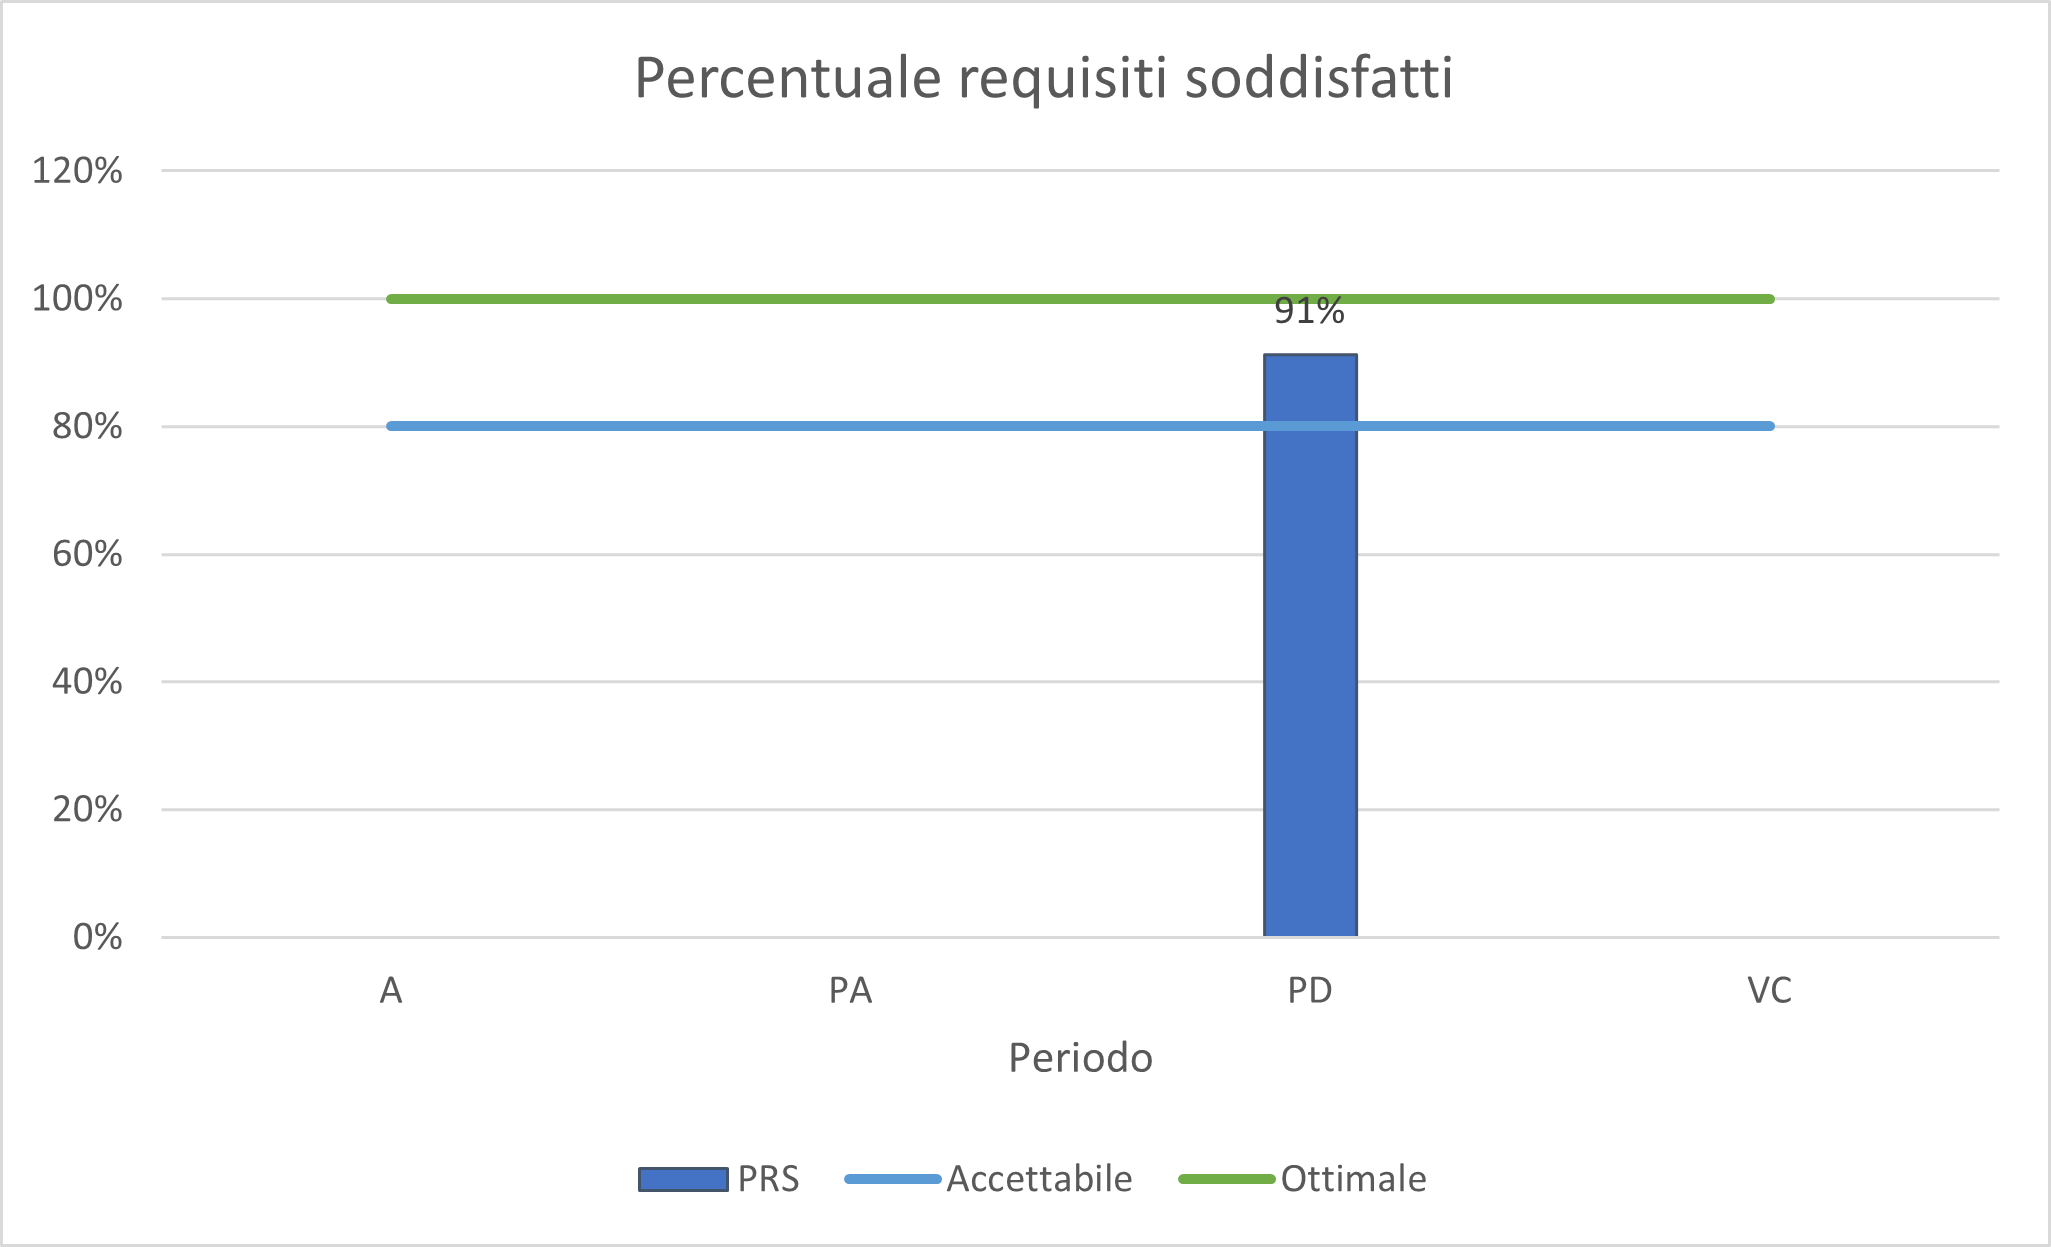 Percentuale requisiti soddisfatti
120%
100%
91%
80%
60%
40%
20%
0%
A PA PD VC
Periodo
PRS Accettabile Ottimale